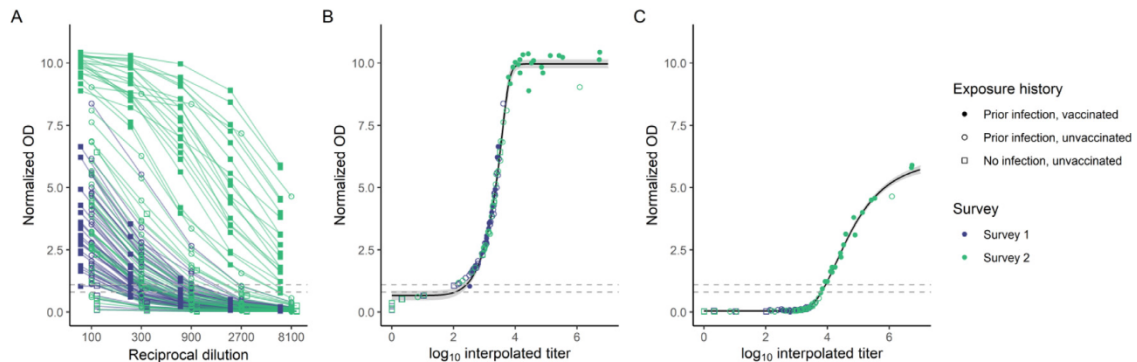 A
B
C
Normalized OD
10.0
7.5
5.0
2.5
0.0
100
300
900
2700
8100
Reciprocal dilution
Normalized OD
10.0
7.5
5.0
2.5
0.0
0
2
4
6
log10 interpolated titer
Normalized OD
10.0
7.5
5.0
2.5
0.0
0
2
4
6
log10 interpolated titer
Exposure history
Prior infection, vaccinated
Prior infection, unvaccinated
No infection, unvaccinated
Survey
Survey 1
Survey 2